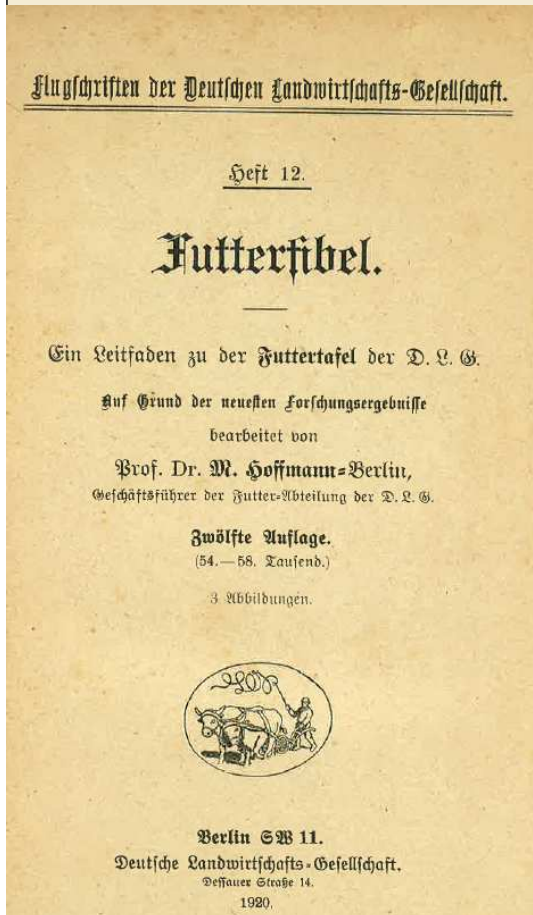 Flugschriften der Deutschen Landwirtschafts-Gesellschaft.
Heft 12.
Futterfibel.
Ein Leitfaden zu der Futtertafel der D. L. G.
Auf Grund der neuesten Forschungsergebnisse
bearbeitet von
Prof. Dr. M. Hoffmann-Berlin,
Geschäftsführer der Futter-Abteilung der D. L. G.
Zwölfte Auflage.
(54.—58. Tausend.)
3 Abbildungen.
Berlin SW 11.
Deutsche Landwirtschafts-Gesellschaft.
Dessauer Straße 14.
1920.